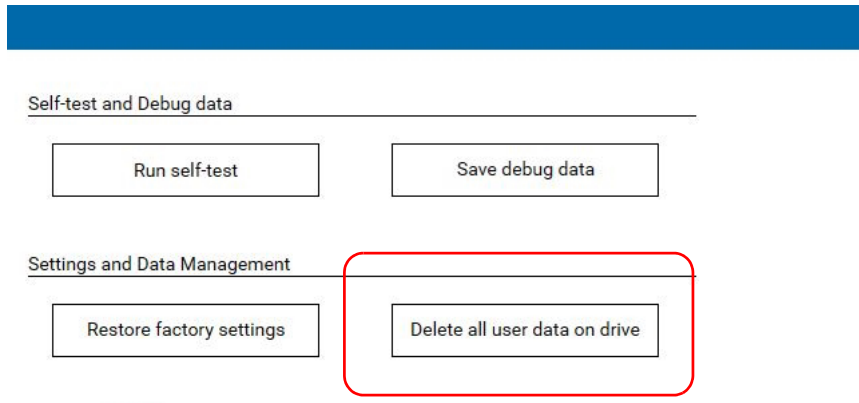 Self-test and Debug data
Run self-test
Save debug data
Settings and Data Management
Restore factory settings
Delete all user data on drive